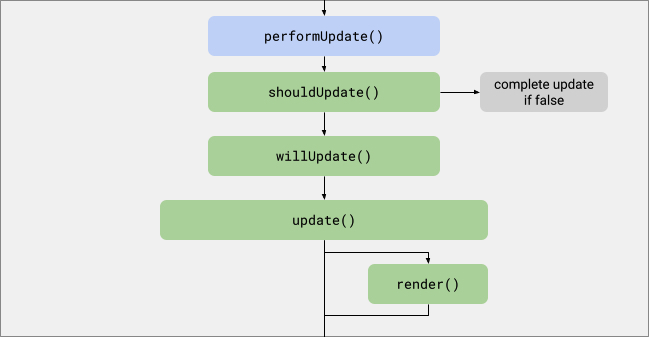 performUpdate()
shouldUpdate()
complete update
if false
willUpdate()
update()
render()